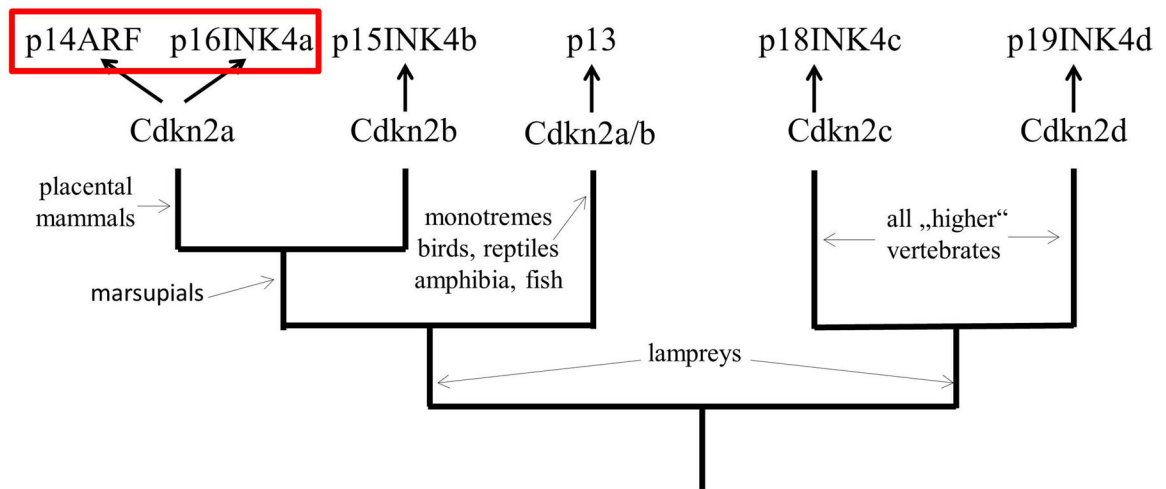 p14ARF p16INK4a p15INK4b p13 p18INK4c p19INK4d
Cdkn2a Cdkn2b Cdkn2a/b Cdkn2c Cdkn2d
placental
mammals
monotremes
birds, reptiles
amphibia, fish
all „higher“
vertebrates
marsupials
lampreys